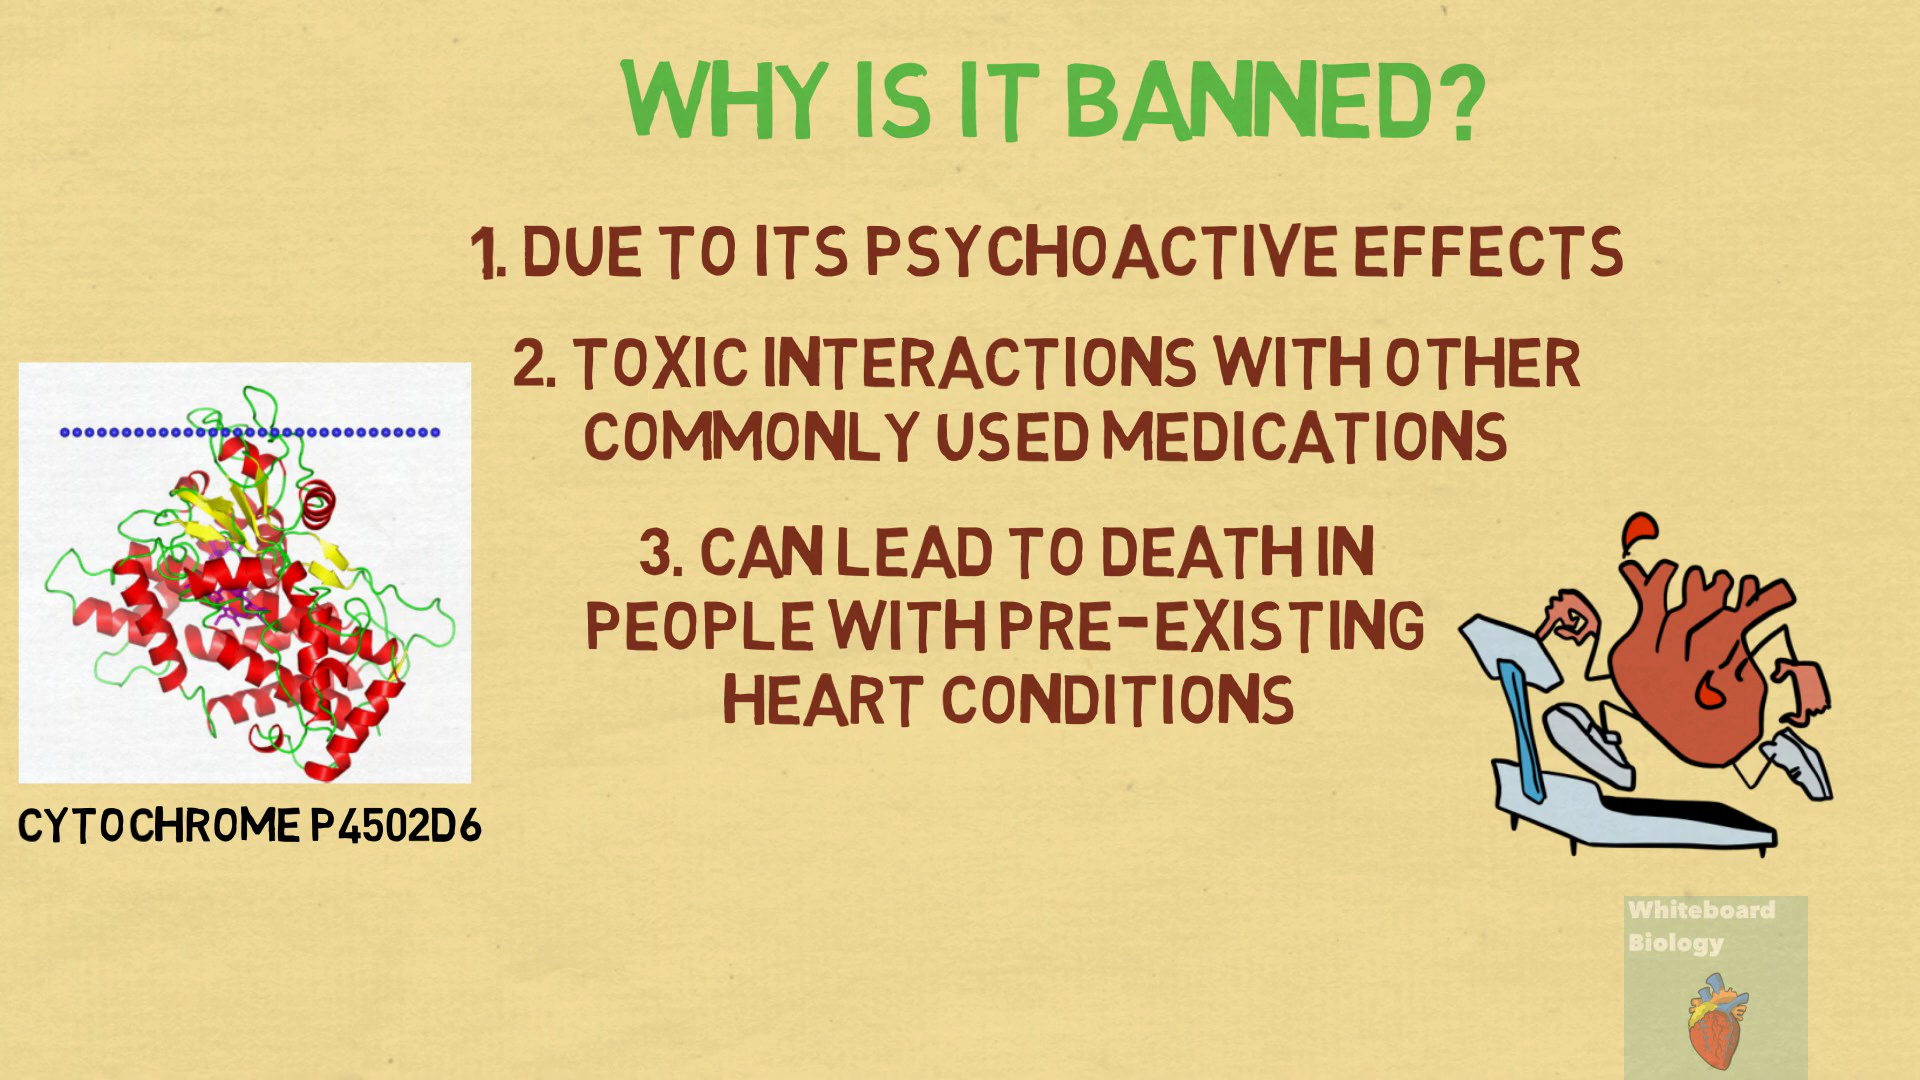 WHY IS IT BANNED?
1. DUE TO ITS PSYCHOACTIVE EFFECTS
2. TOXIC INTERACTIONS WITH OTHER
COMMONLY USED MEDICATIONS
3. CAN LEAD TO DEATH IN
PEOPLE WITH PRE-EXISTING
HEART CONDITIONS
CYTOCHROME P4502D6
Whiteboard
Biology